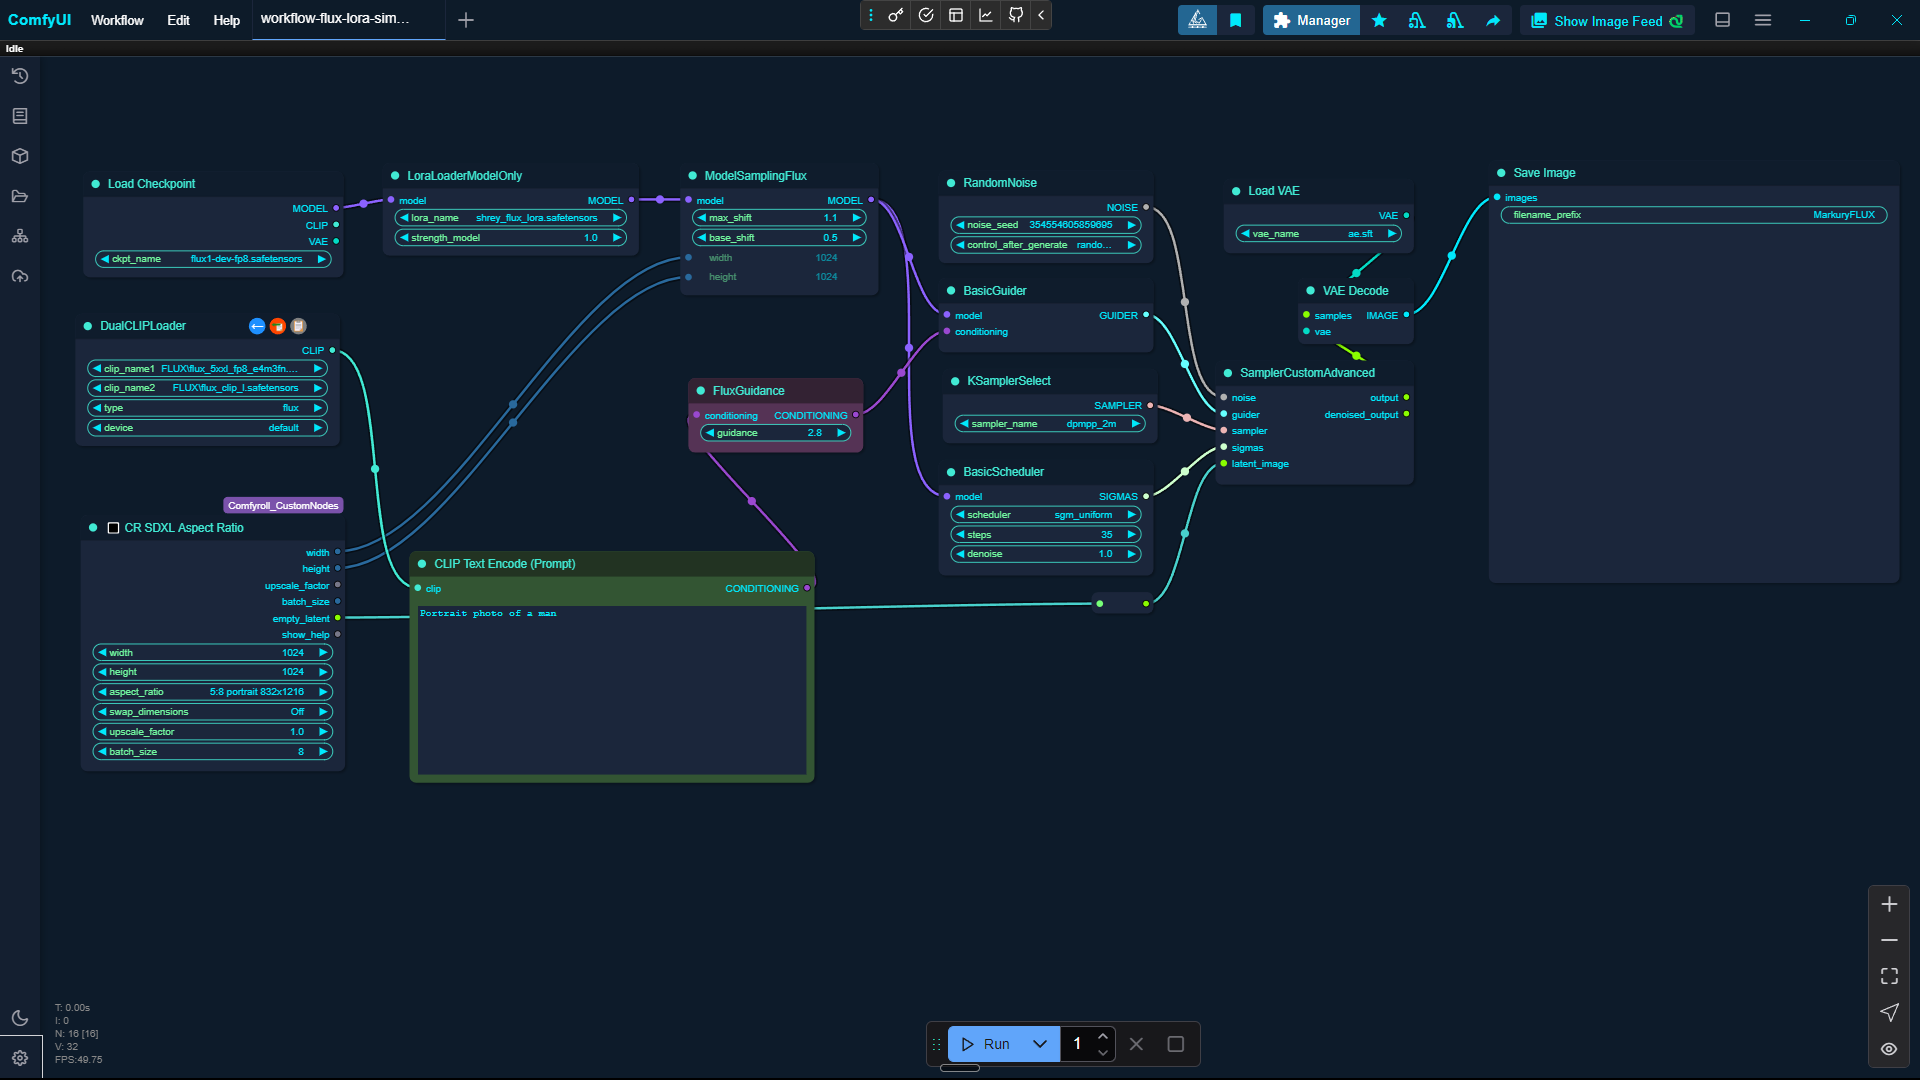 ComfyUI Workflow Edit Help workflow-flux-lora-sim... Manager Show Image Feed
Idle
Load Checkpoint
MODEL
CLIP
VAE
ckpt_name flux1-dev-fp8.safetensors
LoraLoaderModelOnly
model MODEL
lora_name shrey_flux_lora.safetensors
strength_model 1.0
ModelSamplingFlux
model MODEL
max_shift 1.1
base_shift 0.5
width 1024
height 1024
RandomNoise
NOISE
noise_seed 354554605859695
control_after_generate rando...
Load VAE
VAE
vae_name ae.sft
Save Image
images
filename_prefix MarkuryFLUX
DualCLIPLoader
CLIP
clip_name1 FLUX\flux_5xxl_fp8_e4m3fn....
clip_name2 FLUX\flux_clip_l.safetensors
type flux
device default
BasicGuider
model GUIDER
conditioning
VAE Decode
samples IMAGE
vae
FluxGuidance
conditioning CONDITIONING
guidance 2.8
KSamplerSelect
SAMPLER
sampler_name dpmpp_2m
SamplerCustomAdvanced
noise output
guider denoised_output
sampler
sigmas
latent_image
BasicScheduler
model SIGMAS
scheduler sgm_uniform
steps 35
denoise 1.0
Comfyroll_CustomNodes
CR SDXL Aspect Ratio
width
height
upscale_factor
batch_size
empty_latent
show_help
width 1024
height 1024
aspect_ratio 5:8 portrait 832x1216
swap_dimensions Off
upscale_factor 1.0
batch_size 8
CLIP Text Encode (Prompt)
clip CONDITIONING
Portrait photo of a man
T: 0.00s
I: 0
N: 16 [16]
V: 32
FPS:49.75
Run 1